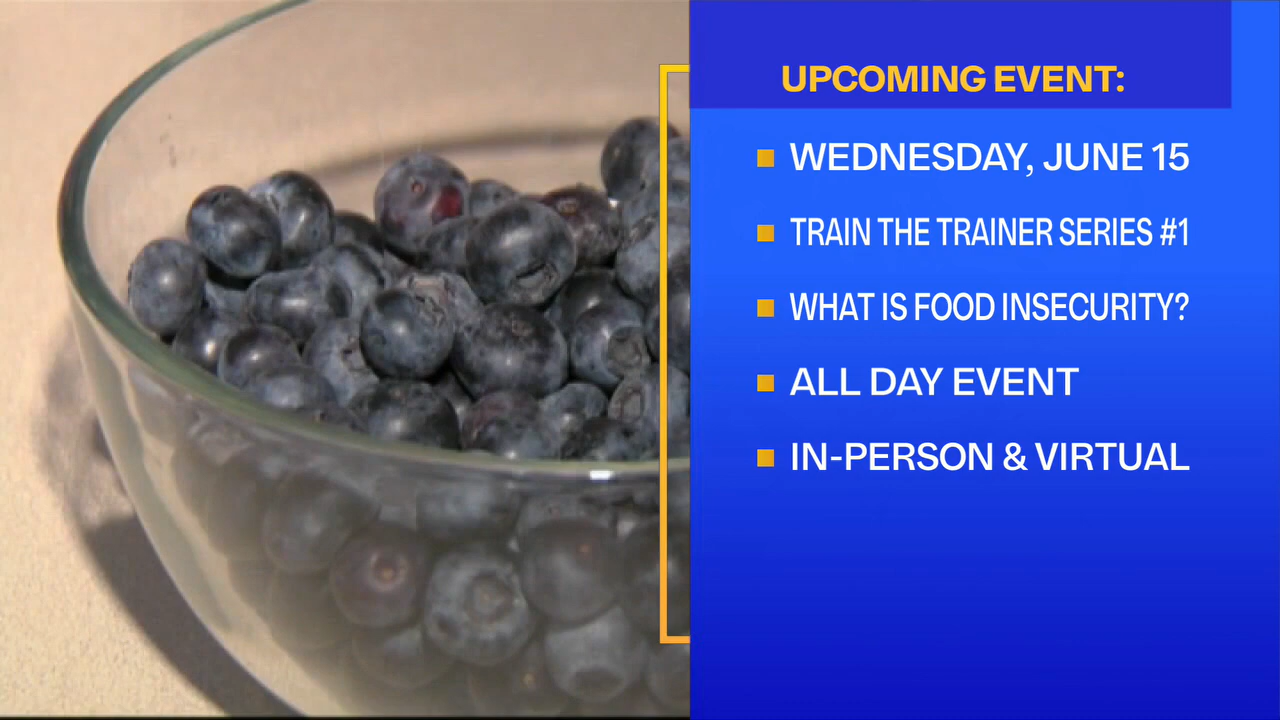 UPCOMING EVENT:
WEDNESDAY, JUNE 15
TRAIN THE TRAINER SERIES #1
WHAT IS FOOD INSECURITY?
ALL DAY EVENT
IN-PERSON & VIRTUAL